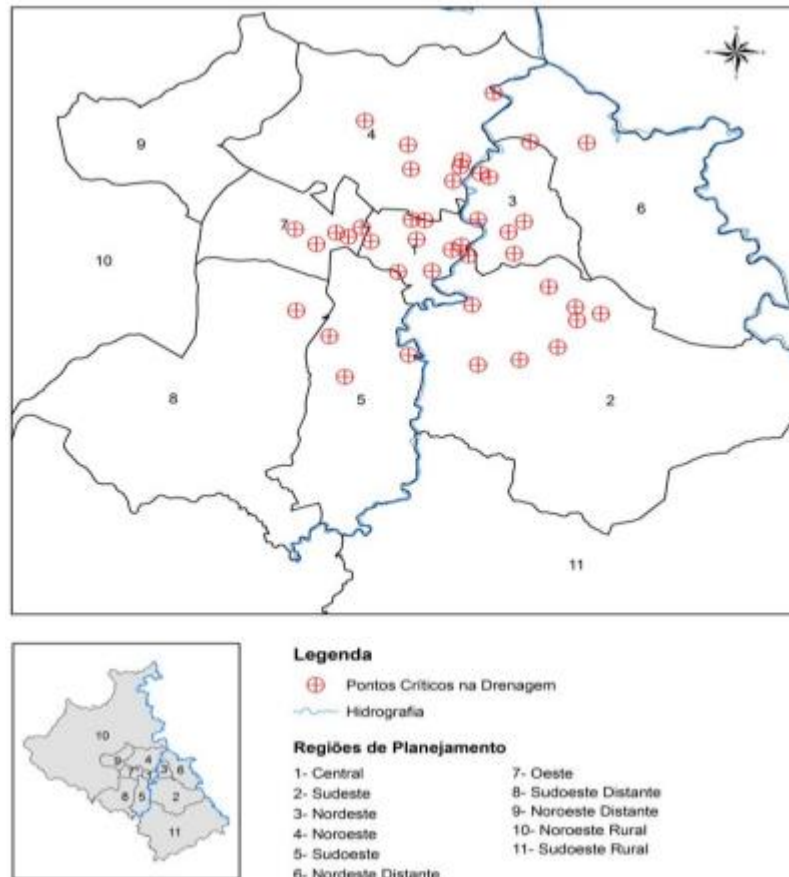 4
9
3
6
7
1
10
8
5
2
11
Legenda
Pontos Críticos na Drenagem
Hidrografia
Regiões de Planejamento
1- Central
2- Sudeste
3- Nordeste
4- Noroeste
5- Sudoeste
6- Nordeste Distante
7- Oeste
8- Sudoeste Distante
9- Noroeste Distante
10- Noroeste Rural
11- Sudoeste Rural
10
9
4
3
6
7
8
5
2
11